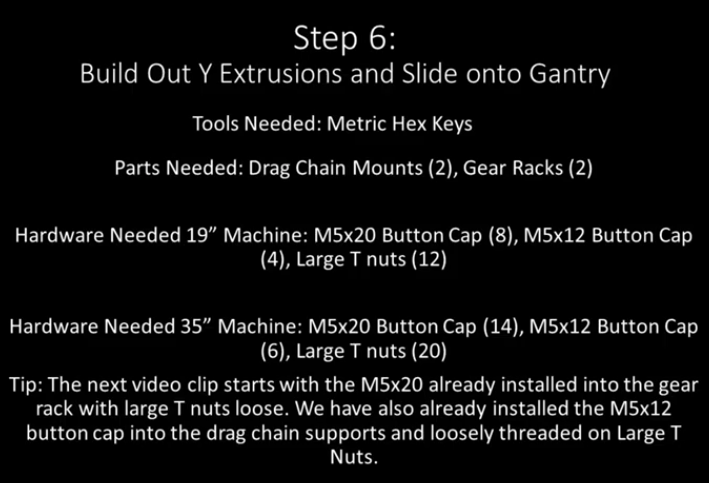 Step 6:
Build Out Y Extrusions and Slide onto Gantry
Tools Needed: Metric Hex Keys
Parts Needed: Drag Chain Mounts (2), Gear Racks (2)
Hardware Needed 19” Machine: M5x20 Button Cap (8), M5x12 Button Cap
(4), Large T nuts (12)
Hardware Needed 35” Machine: M5x20 Button Cap (14), M5x12 Button Cap
(6), Large T nuts (20)
Tip: The next video clip starts with the M5x20 already installed into the gear
rack with large T nuts loose. We have also already installed the M5x12
button cap into the drag chain supports and loosely threaded on Large T
Nuts.